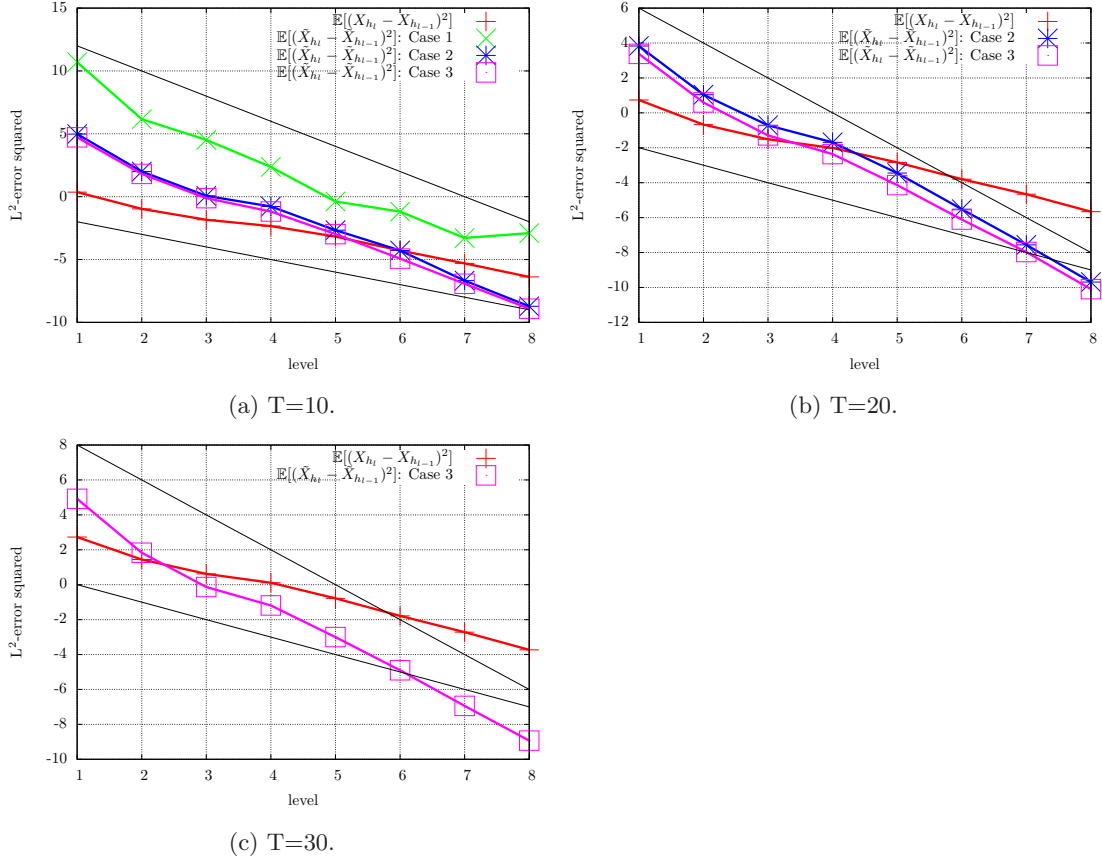 𝔼[(X_{h_l} − X_{h_{l−1}})²]
𝔼[(X̃_{h_l} − X̃_{h_{l−1}})²]: Case 1
𝔼[(X̃_{h_l} − X̃_{h_{l−1}})²]: Case 2
𝔼[(X̃_{h_l} − X̃_{h_{l−1}})²]: Case 3
15
10
5
0
-5
-10
L²-error squared
1 2 3 4 5 6 7 8
level
(a) T=10.
𝔼[(X_{h_l} − X_{h_{l−1}})²]
𝔼[(X̃_{h_l} − X̃_{h_{l−1}})²]: Case 2
𝔼[(X̃_{h_l} − X̃_{h_{l−1}})²]: Case 3
6
4
2
0
-2
-4
-6
-8
-10
-12
L²-error squared
1 2 3 4 5 6 7 8
level
(b) T=20.
𝔼[(X_{h_l} − X_{h_{l−1}})²]
𝔼[(X̃_{h_l} − X̃_{h_{l−1}})²]: Case 3
8
6
4
2
0
-2
-4
-6
-8
-10
L²-error squared
1 2 3 4 5 6 7 8
level
(c) T=30.